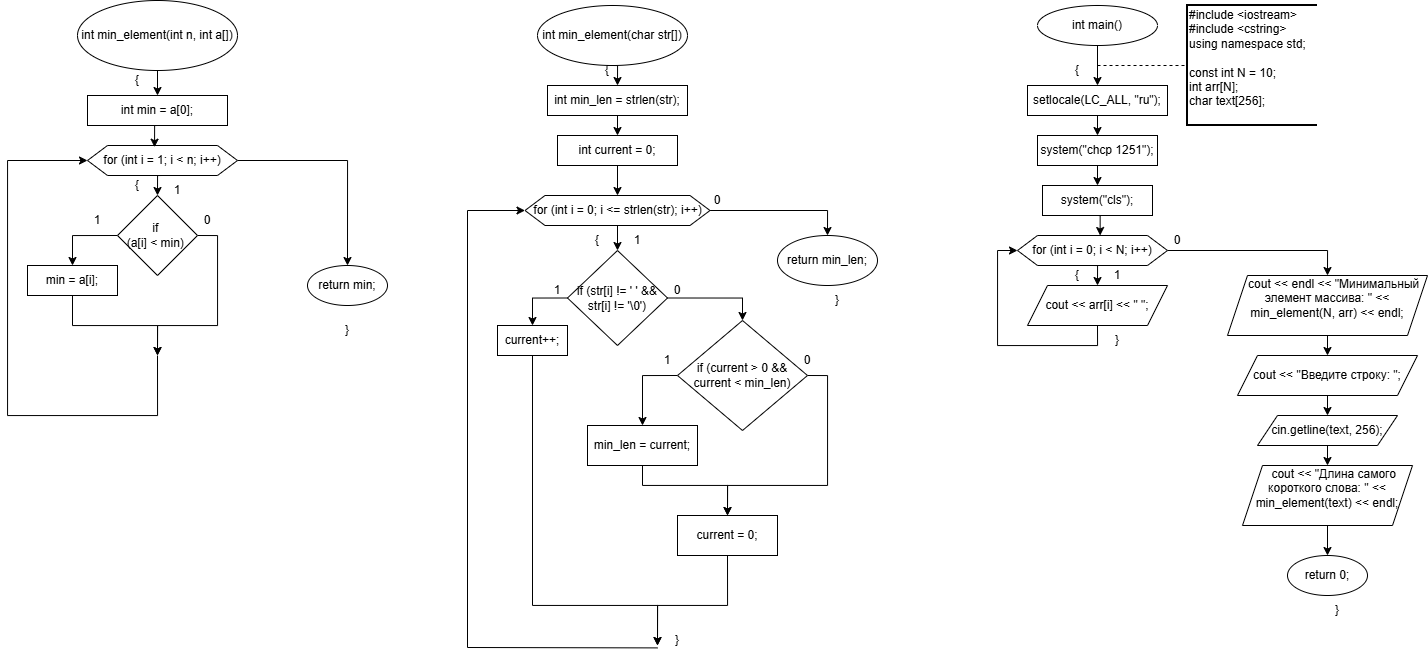 int min_element(int n, int a[])
{
int min = a[0];
for (int i = 1; i < n; i++)
{
1
if
(a[i] < min)
1
0
min = a[i];
return min;
}
int min_element(char str[])
{
int min_len = strlen(str);
int current = 0;
for (int i = 0; i <= strlen(str); i++)
0
{
1
return min_len;
}
if (str[i] != ' ' &&
str[i] != '\0')
1
0
current++;
if (current > 0 &&
current < min_len)
1
0
min_len = current;
current = 0;
}
int main()
#include <iostream>
#include <cstring>
using namespace std;
const int N = 10;
int arr[N];
char text[256];
{
setlocale(LC_ALL, "ru");
system("chcp 1251");
system("cls");
for (int i = 0; i < N; i++)
0
{
1
cout << arr[i] << " ";
}
cout << endl << "Минимальный
элемент массива: " <<
min_element(N, arr) << endl;
cout << "Введите строку: ";
cin.getline(text, 256);
cout << "Длина самого
короткого слова: " <<
min_element(text) << endl;
return 0;
}